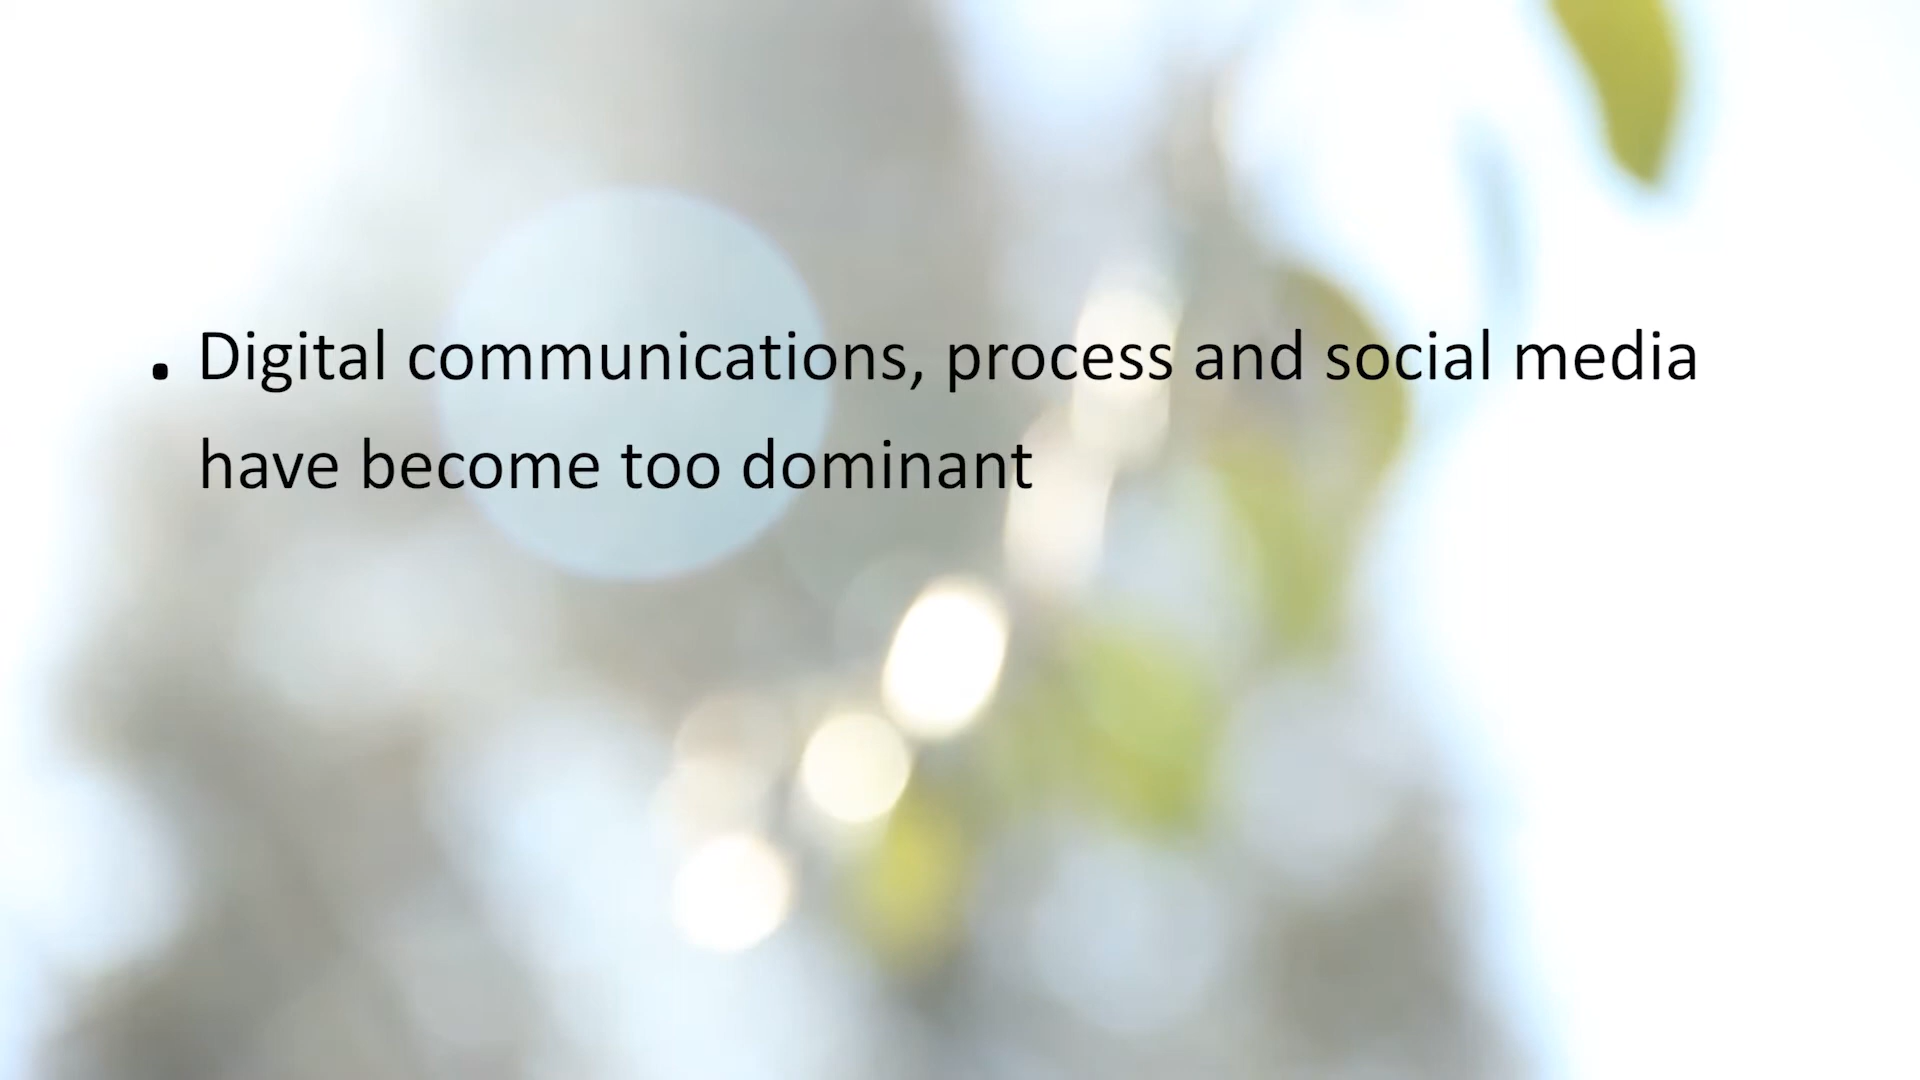 . Digital communications, process and social media
have become too dominant